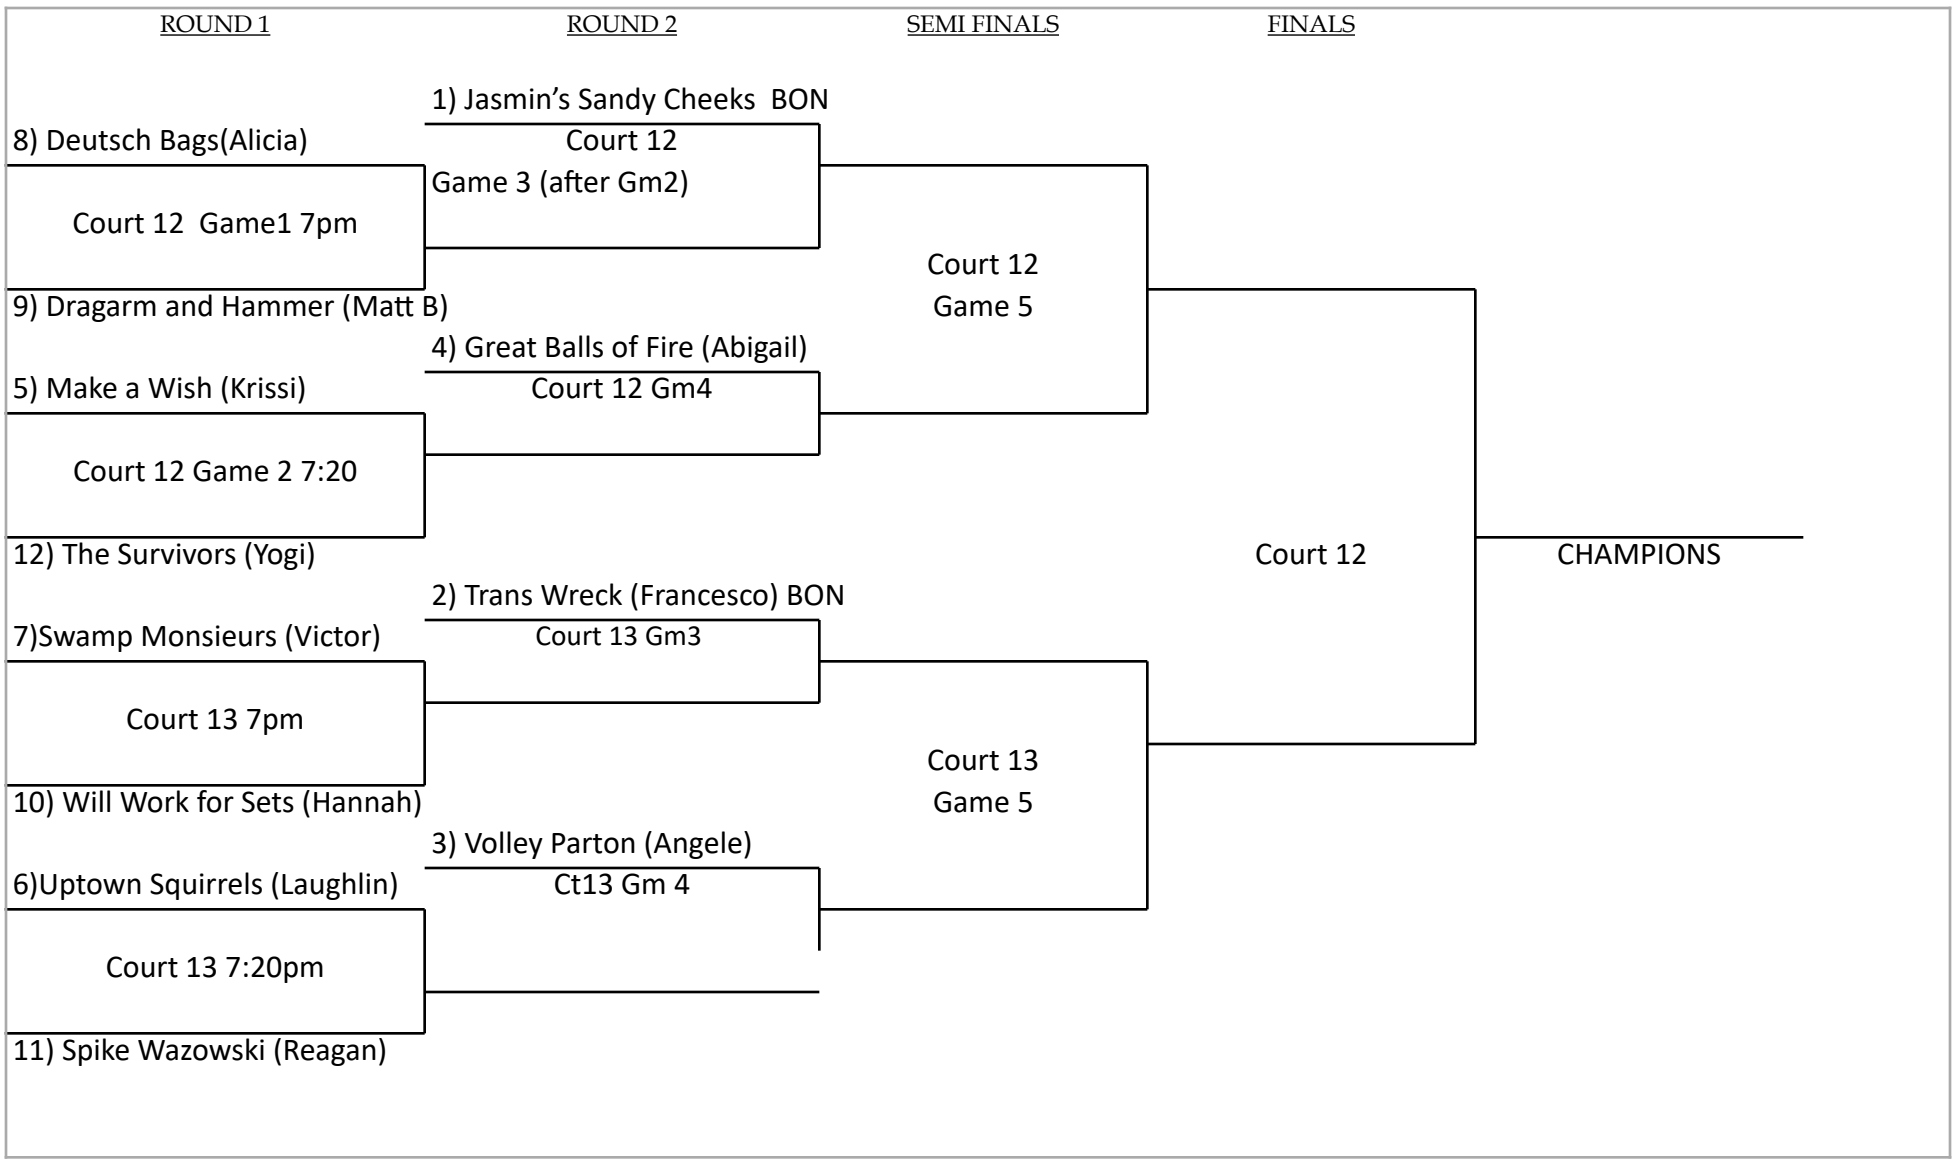 ROUND 1
ROUND 2
SEMI FINALS
FINALS
1) Jasmin’s Sandy Cheeks  BON
8) Deutsch Bags(Alicia)
Court 12
Game 3 (after Gm2)
Court 12  Game1 7pm
Court 12
Game 5
9) Dragarm and Hammer (Matt B)
4) Great Balls of Fire (Abigail)
5) Make a Wish (Krissi)
Court 12 Gm4
Court 12 Game 2 7:20
12) The Survivors (Yogi)
Court 12
CHAMPIONS
2) Trans Wreck (Francesco) BON
7)Swamp Monsieurs (Victor)
Court 13 Gm3
Court 13 7pm
Court 13
Game 5
10) Will Work for Sets (Hannah)
3) Volley Parton (Angele)
6)Uptown Squirrels (Laughlin)
Ct13 Gm 4
Court 13 7:20pm
11) Spike Wazowski (Reagan)